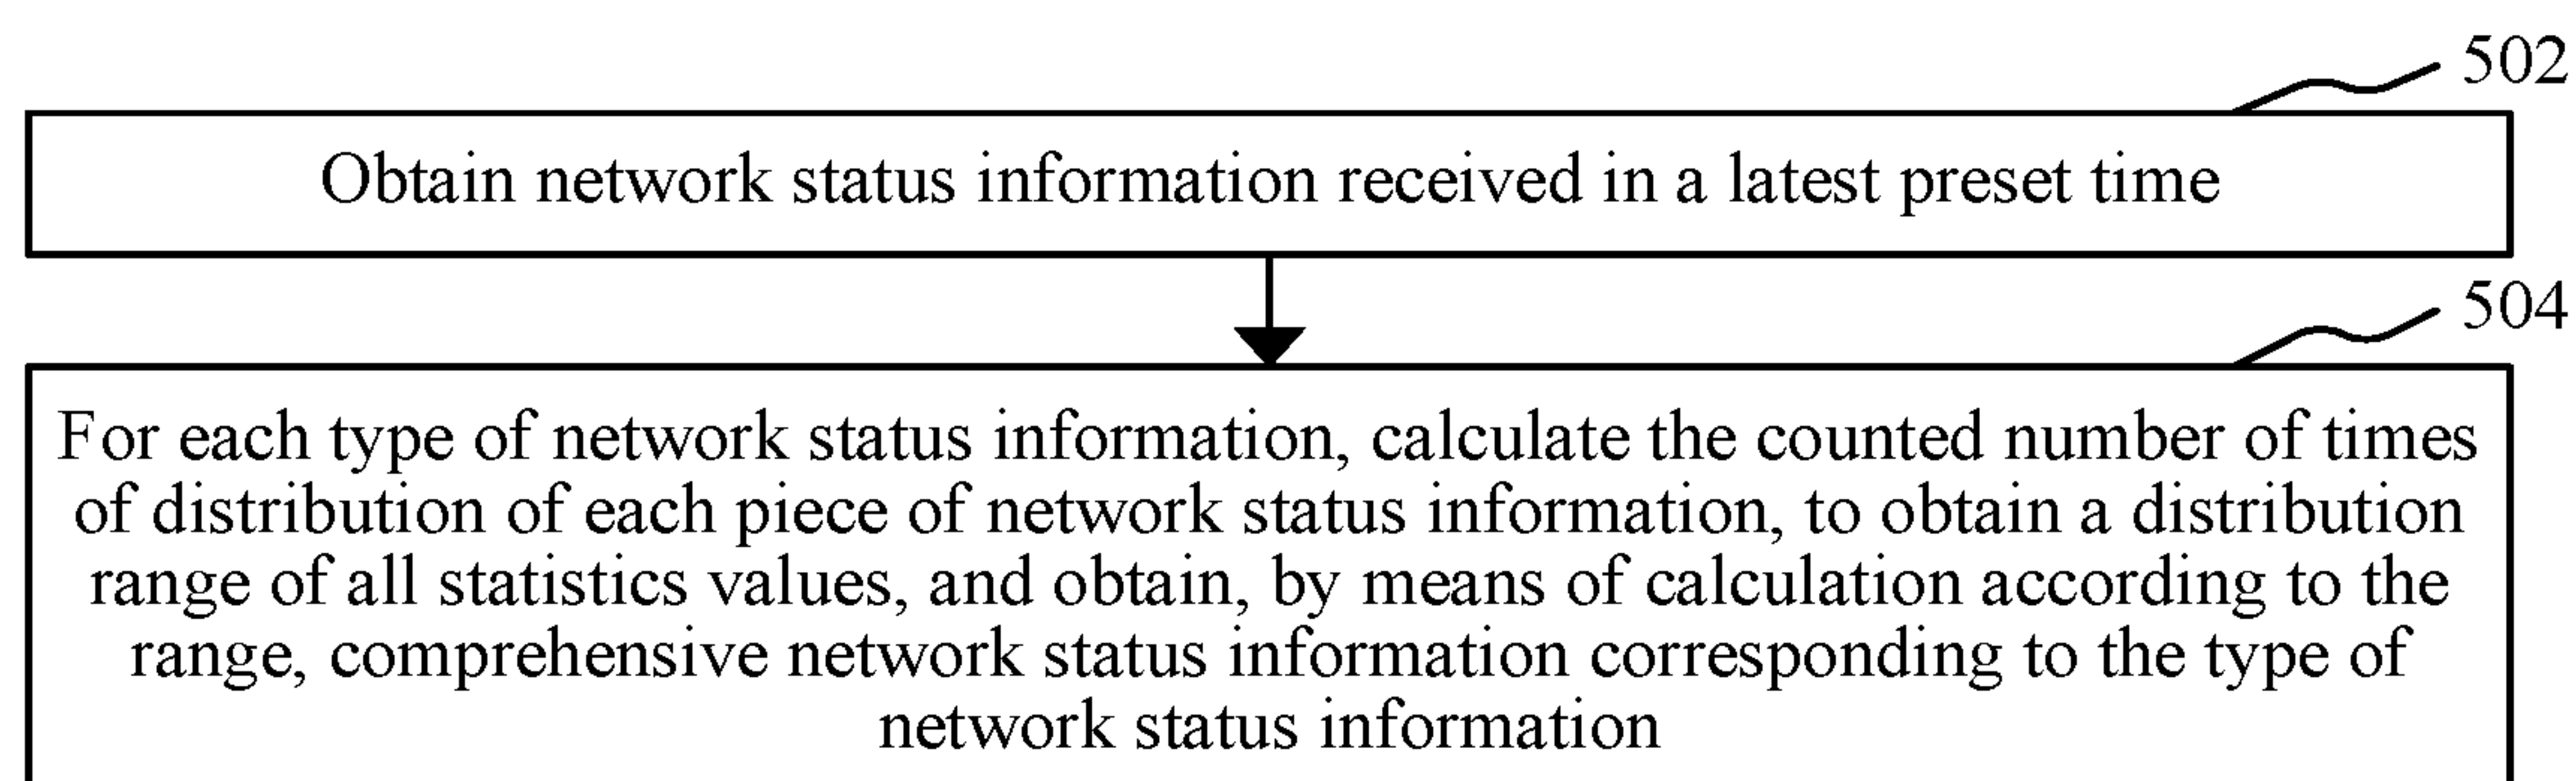 502
Obtain network status information received in a latest preset time
504
For each type of network status information, calculate the counted number of times
of distribution of each piece of network status information, to obtain a distribution
range of all statistics values, and obtain, by means of calculation according to the
range, comprehensive network status information corresponding to the type of
network status information